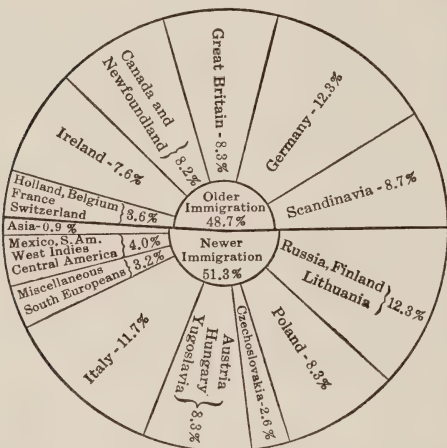 Great Britain - 8.3%
Germany - 12.3%
Scandinavia - 8.7%
Russia, Finland
Lithuania } 12.3%
Poland - 8.3%
Czechoslovakia - 2.6%
Austria
Hungary
Yugoslavia } 8.3%
Italy - 11.7%
Miscellaneous
South Europeans } 3.2%
Mexico, S. Am.
West Indies
Central America } 4.0%
Asia - 0.9%
Holland, Belgium
France
Switzerland } 3.6%
Ireland - 7.6%
Canada and
Newfoundland } 8.2%
Older
Immigration
48.7%
Newer
Immigration
51.3%